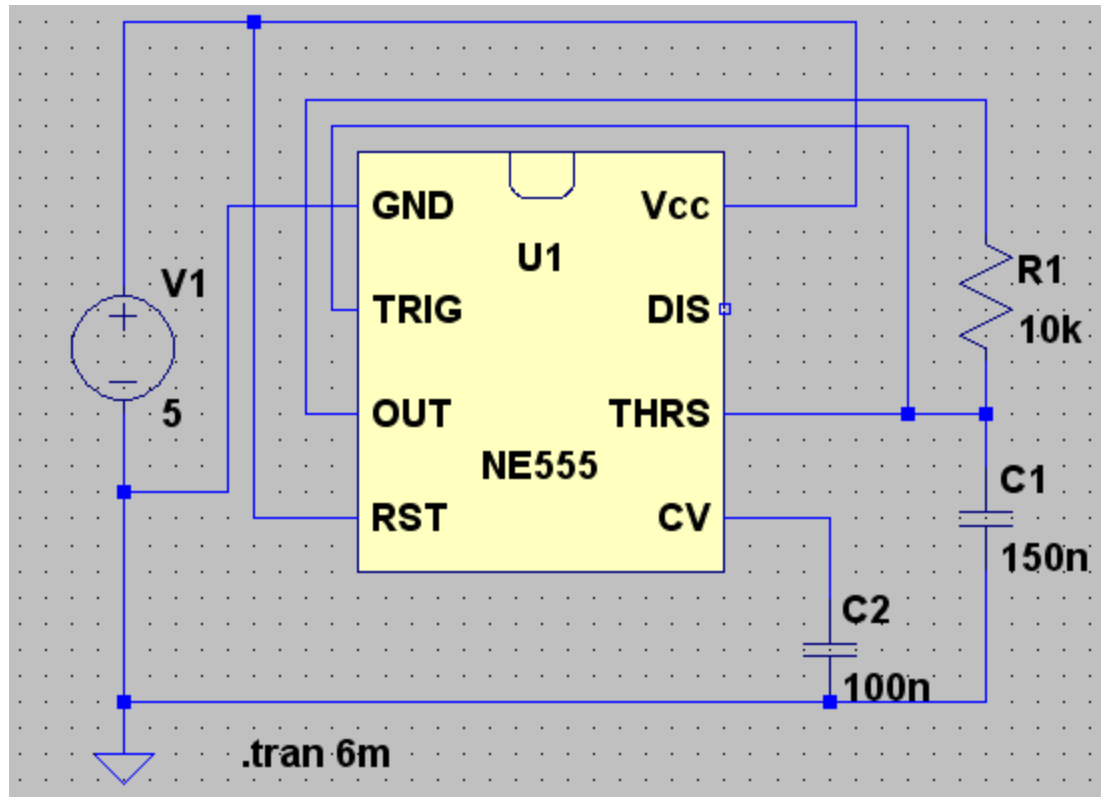 GND
Vcc
U1
V1
R1
TRIG
DIS
10k
5
OUT
THRS
NE555
C1
RST
CV
150n
C2
100n
.tran 6m